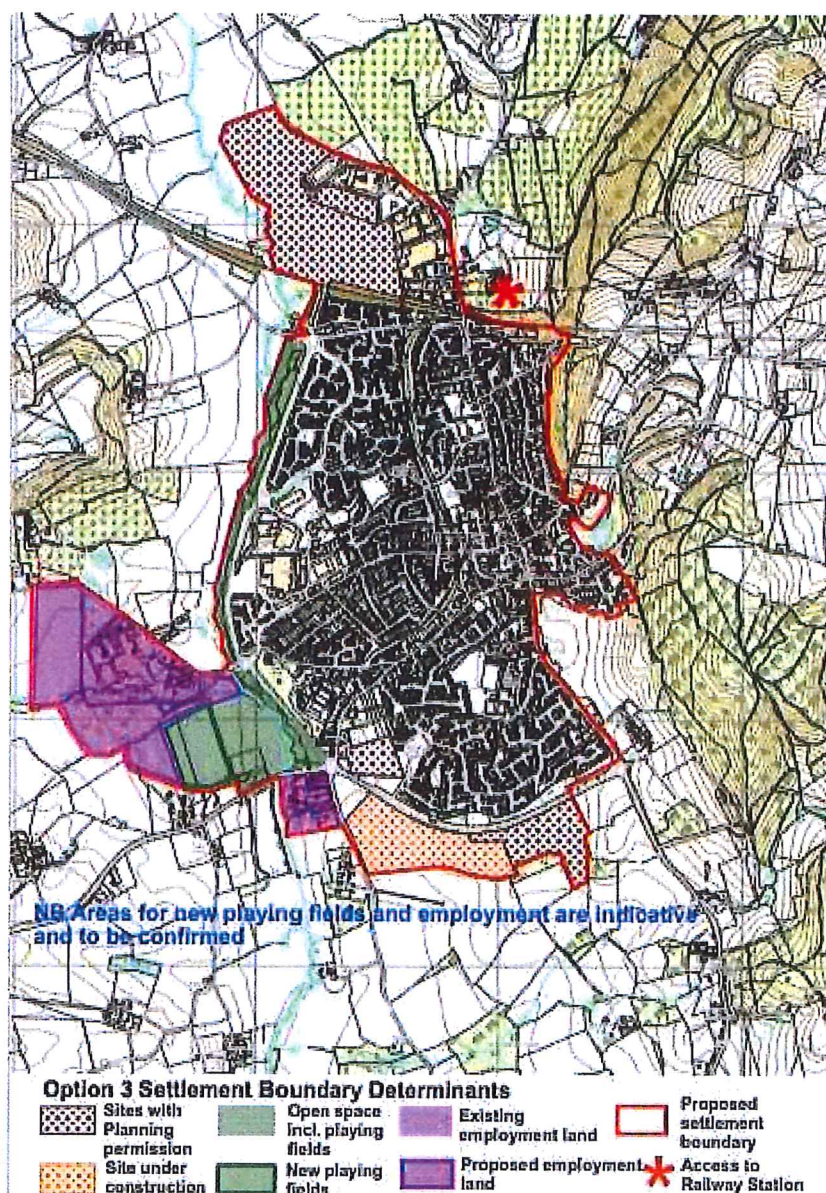 NB:Areas for new playing fields and employment are indicative
and to be confirmed
Option 3 Settlement Boundary Determinants
Sites with
Planning
permission
Open space
incl. playing
fields
Existing
employment land
Proposed
settlement
boundary
Site under
construction
New playing
fields
Proposed employment
land
Access to
Railway Station